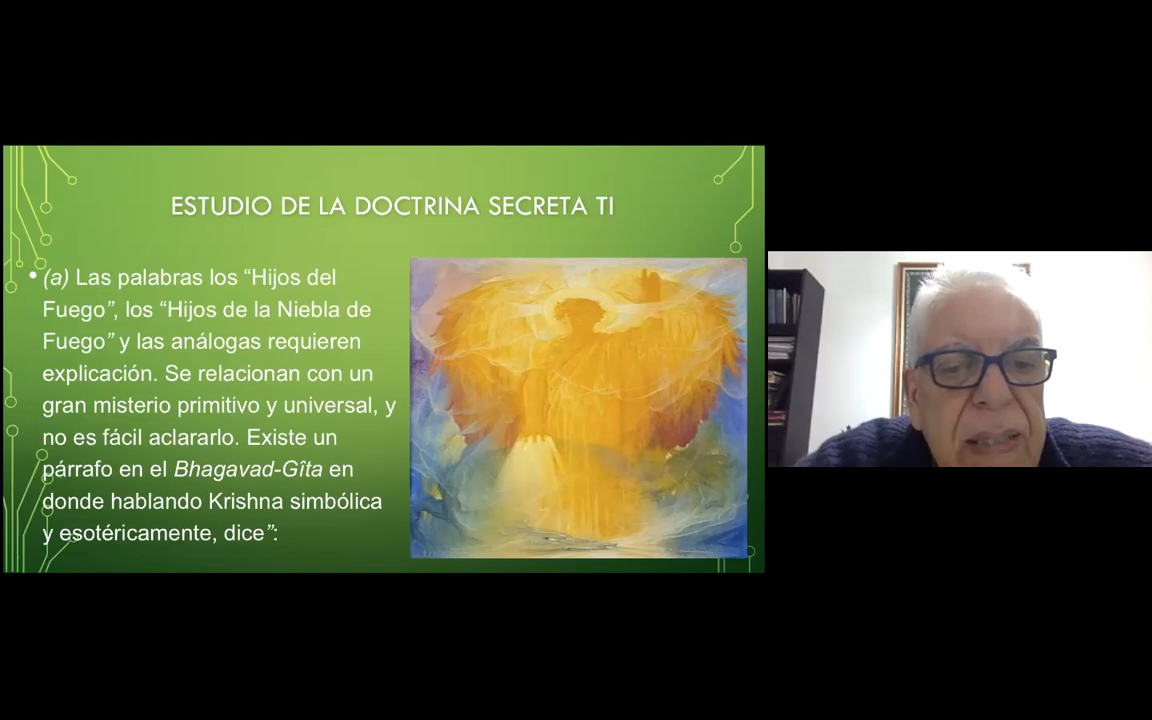 ESTUDIO DE LA DOCTRINA SECRETA TI
• (a) Las palabras los “Hijos del
Fuego”, los “Hijos de la Niebla de
Fuego” y las análogas requieren
explicación. Se relacionan con un
gran misterio primitivo y universal, y
no es fácil aclararlo. Existe un
párrafo en el Bhagavad-Gîta en
donde hablando Krishna simbólica
y esotéricamente, dice”: